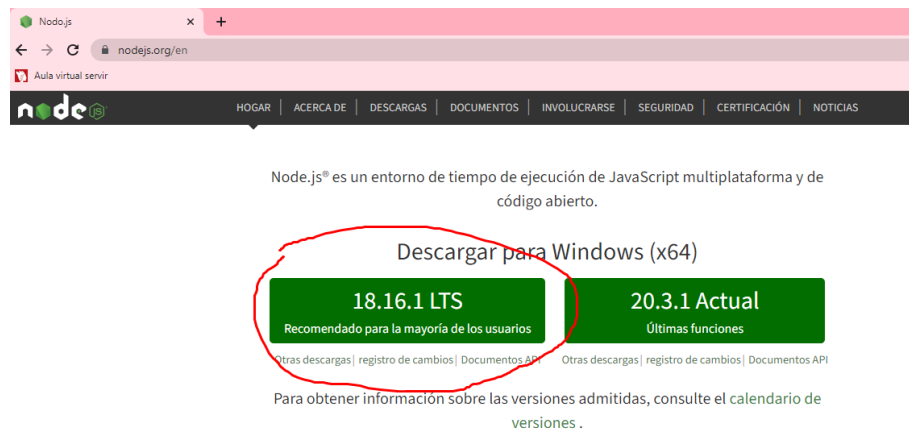 Nodo.js
nodejs.org/en
Aula virtual servir
node JS
HOGAR | ACERCA DE | DESCARGAS | DOCUMENTOS | INVOLUCRARSE | SEGURIDAD | CERTIFICACIÓN | NOTICIAS
Node.js® es un entorno de tiempo de ejecución de JavaScript multiplataforma y de
código abierto.
Descargar para Windows (x64)
18.16.1 LTS
Recomendado para la mayoría de los usuarios
20.3.1 Actual
Últimas funciones
Otras descargas| registro de cambios| Documentos API
Otras descargas| registro de cambios| Documentos API
Para obtener información sobre las versiones admitidas, consulte el calendario de
versiones .